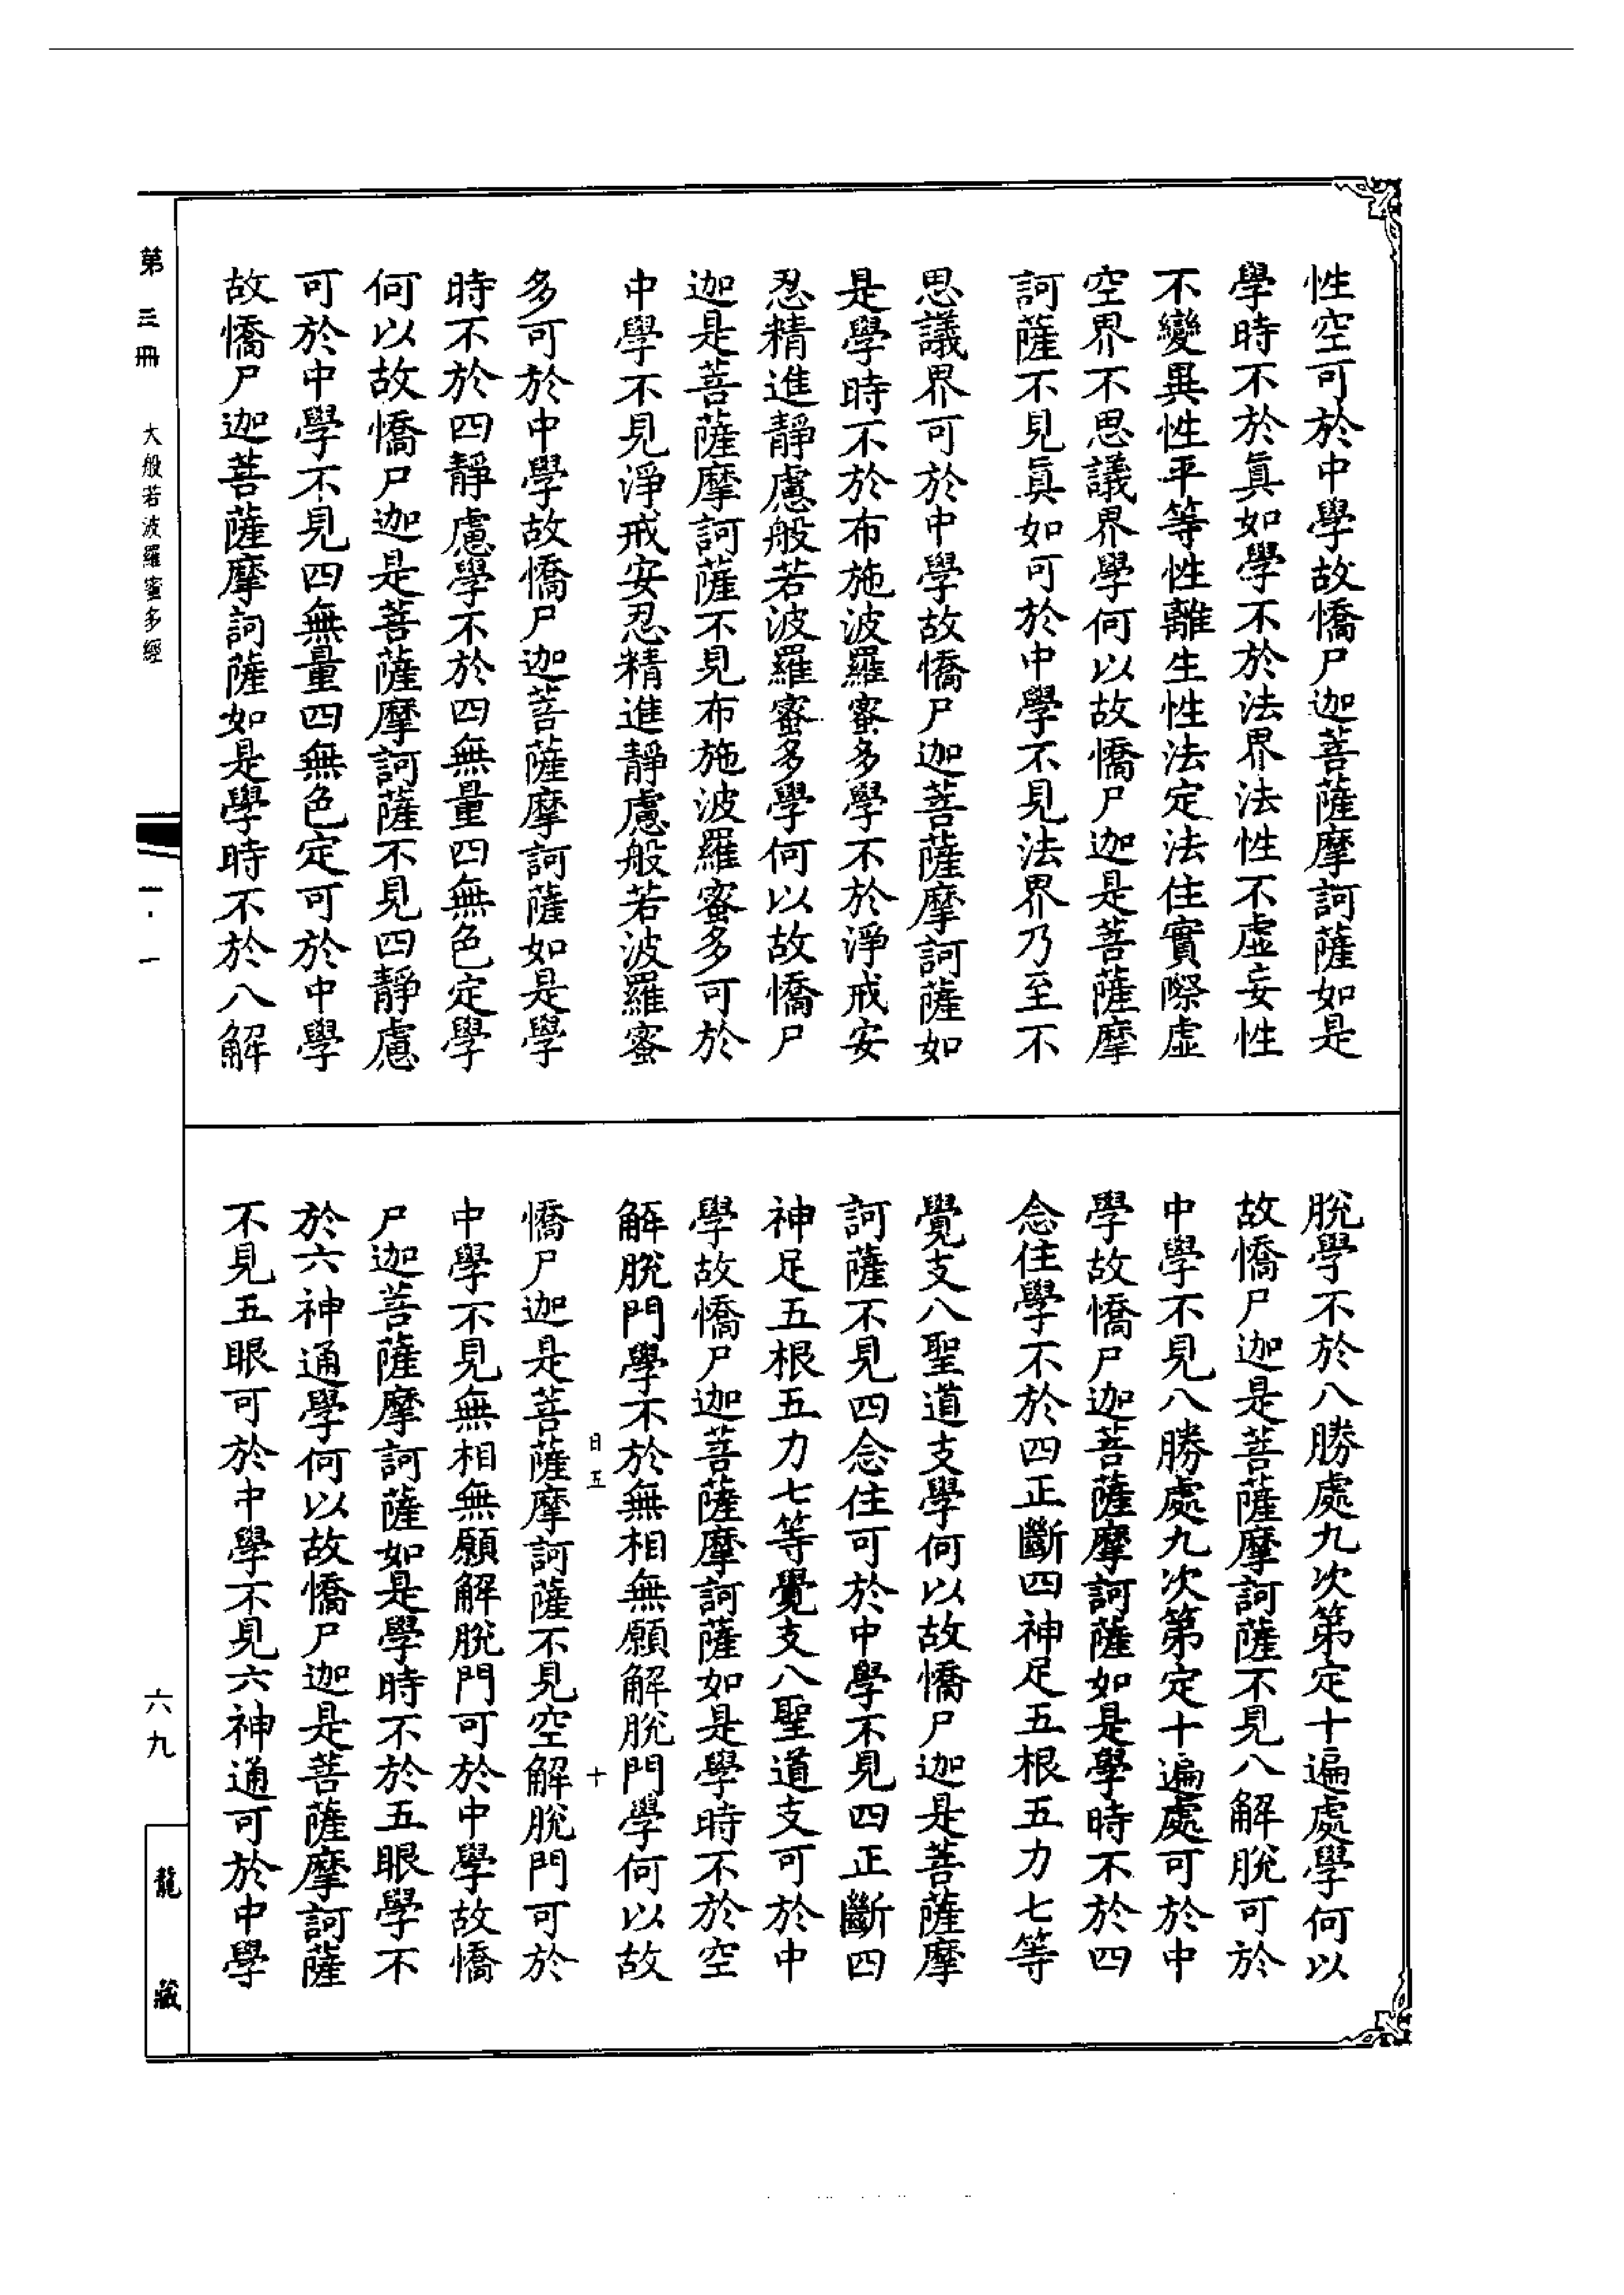 性空可於中學故憍尸迦菩薩摩訶薩如是
學時不於眞如學不於法界法性不虛妄性
不變異性平等性離生性法定法住實際虛
空界不思議界學何以故憍尸迦是菩薩摩
訶薩不見眞如可於中學不見法界乃至不
思議界可於中學故憍尸迦菩薩摩訶薩如
是學時不於布施波羅蜜多學不於淨戒安
忍精進靜慮般若波羅蜜多學何以故憍尸
迦是菩薩摩訶薩不見布施波羅蜜多可於
中學不見淨戒安忍精進靜慮般若波羅蜜
多可於中學故憍尸迦菩薩摩訶薩如是學
時不於四靜慮學不於四無量四無色定學
何以故憍尸迦是菩薩摩訶薩不見四靜慮
可於中學不見四無量四無色定可於中學
故憍尸迦菩薩摩訶薩如是學時不於八解
脫學不於八勝處九次第定十遍處學何以
故憍尸迦是菩薩摩訶薩不見八解脫可於
中學不見八勝處九次第定十遍處可於中
學故憍尸迦菩薩摩訶薩如是學時不於四
念住學不於四正斷四神足五根五力七等
覺支八聖道支學何以故憍尸迦是菩薩摩
訶薩不見四念住可於中學不見四正斷四
神足五根五力七等覺支八聖道支可於中
學故憍尸迦菩薩摩訶薩如是學時不於空
解脫門學不於無相無願解脫門學何以故
日五 十
憍尸迦是菩薩摩訶薩不見空解脫門可於
中學不見無相無願解脫門可於中學故憍
尸迦菩薩摩訶薩如是學時不於五眼學不
於六神通學何以故憍尸迦是菩薩摩訶薩
不見五眼可於中學不見六神通可於中學
第三冊 大般若波羅蜜多經 一·一 六九 龍藏